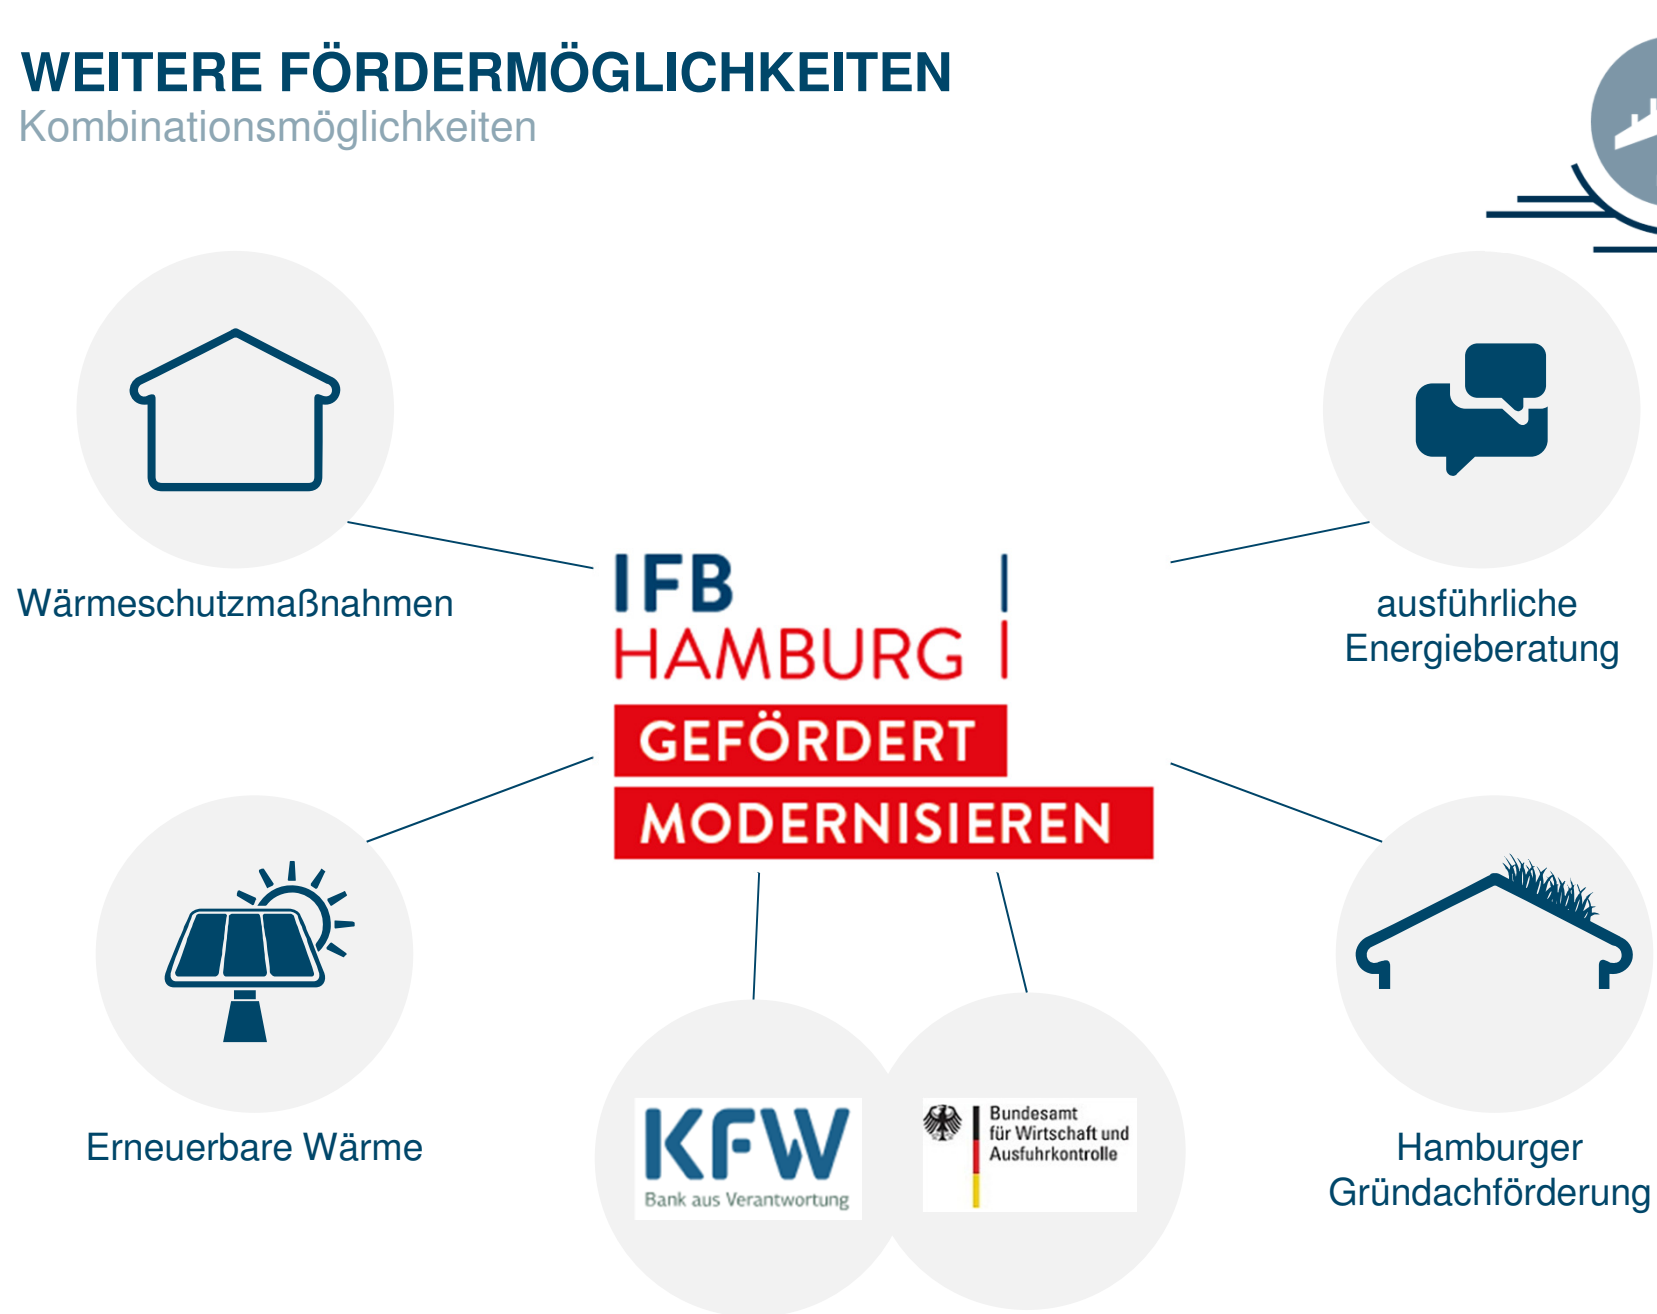 WEITERE FÖRDERMÖGLICHKEITEN
Kombinationsmöglichkeiten
Wärmeschutzmaßnahmen
ausführliche
Energieberatung
IFB
HAMBURG
GEFÖRDERT
MODERNISIEREN
Erneuerbare Wärme
KFW
Bank aus Verantwortung
Bundesamt
für Wirtschaft und
Ausfuhrkontrolle
Hamburger
Gründachförderung